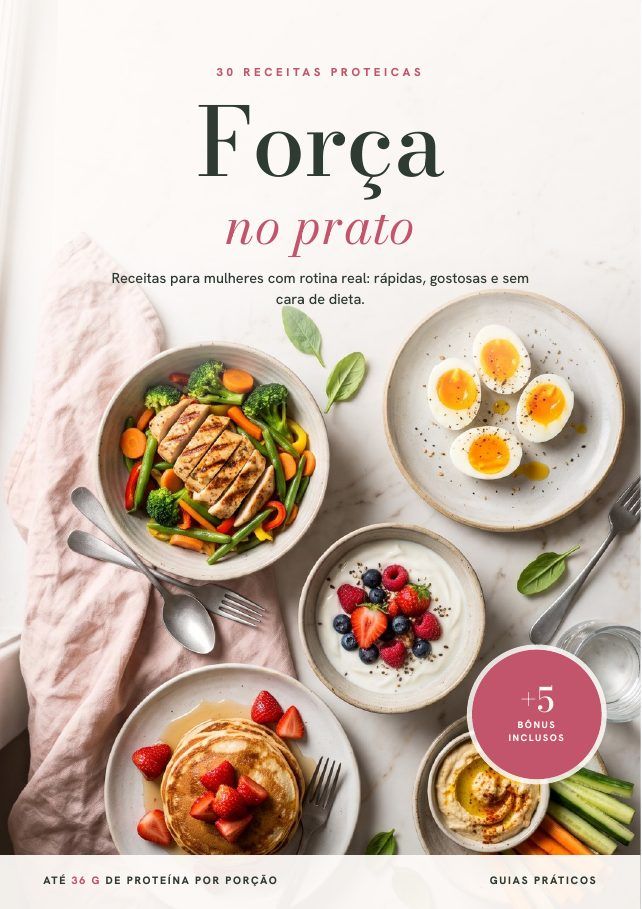 30 RECEITAS PROTEICAS
Força
no prato
Receitas para mulheres com rotina real: rápidas, gostosas e sem
cara de dieta.
+5
BÔNUS
INCLUSOS
ATÉ 36 G DE PROTEÍNA POR PORÇÃO
GUIAS PRÁTICOS